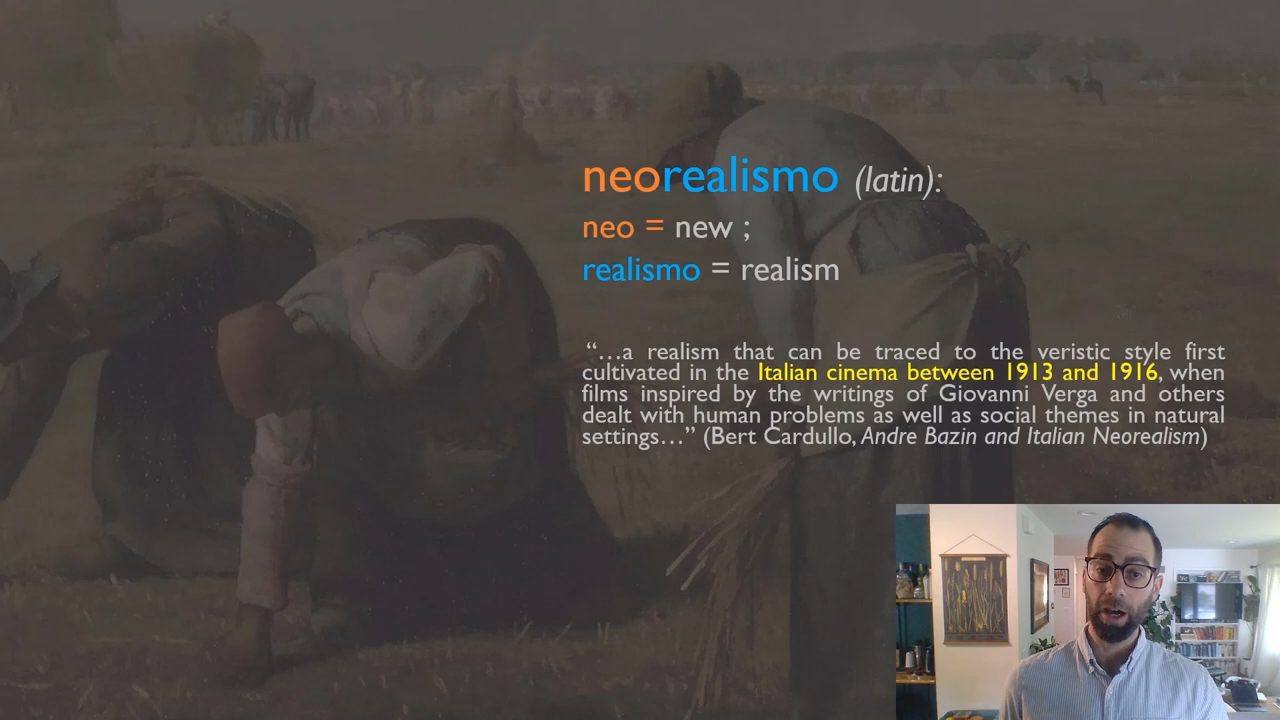 neorealismo (latin):
neo = new ;
realismo = realism
“…a realism that can be traced to the veristic style first
cultivated in the Italian cinema between 1913 and 1916, when
films inspired by the writings of Giovanni Verga and others
dealt with human problems as well as social themes in natural
settings…” (Bert Cardullo, Andre Bazin and Italian Neorealism)